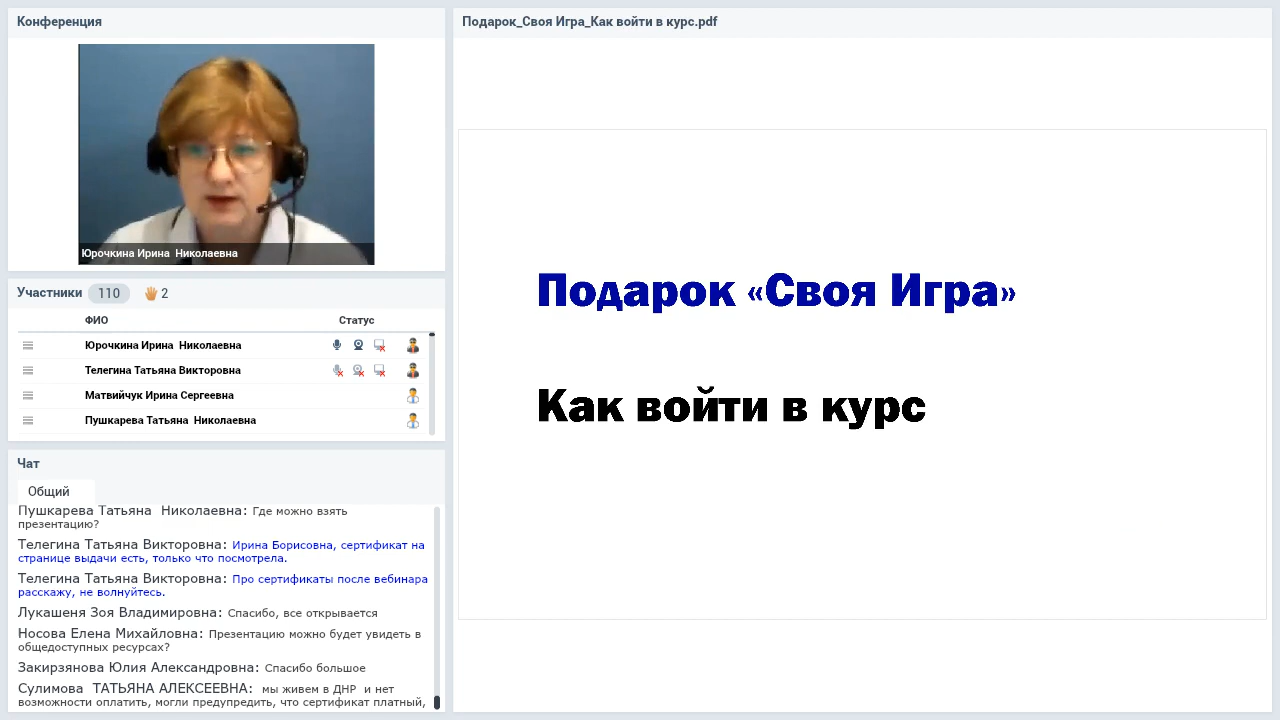 Конференция
Юрочкина Ирина Николаевна
Участники 110 2
ФИО Статус
Юрочкина Ирина Николаевна
Телегина Татьяна Викторовна
Матвийчук Ирина Сергеевна
Пушкарева Татьяна Николаевна
Чат
Общий
Пушкарева Татьяна Николаевна: Где можно взять
презентацию?
Телегина Татьяна Викторовна: Ирина Борисовна, сертификат на
странице выдачи есть, только что посмотрела.
Телегина Татьяна Викторовна: Про сертификаты после вебинара
расскажу, не волнуйтесь.
Лукашеня Зоя Владимировна: Спасибо, все открывается
Носова Елена Михайловна: Презентацию можно будет увидеть в
общедоступных ресурсах?
Закирзянова Юлия Александровна: Спасибо большое
Сулимова ТАТЬЯНА АЛЕКСЕЕВНА: мы живем в ДНР и нет
возможности оплатить, могли предупредить, что сертификат платный,
Подарок_Своя Игра_Как войти в курс.pdf
Подарок «Своя Игра»
Как войти в курс